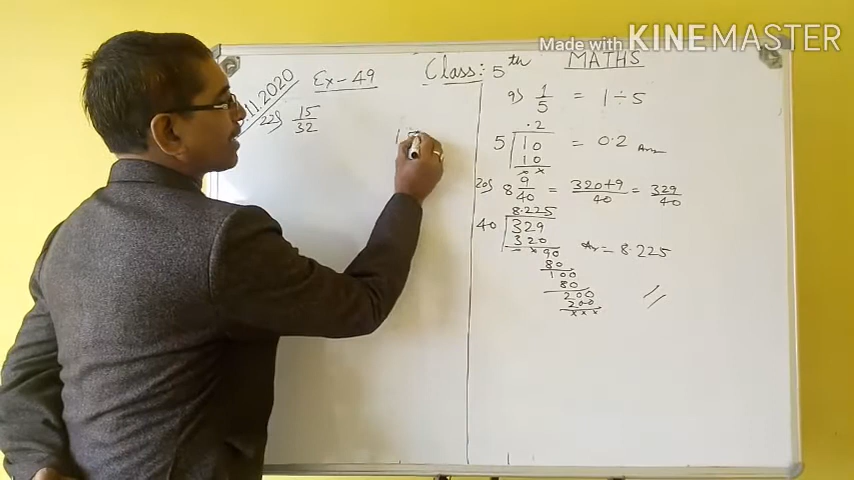 Made with KINEMASTER
.11.2020
Ex-49
Class: 5th
MATHS
22) 15/32
15
9) 1/5 = 1÷5
.2
5 10 = 0.2 Ans
10
x x
20) 8 9/40 = 320+9/40 = 329/40
8.225
40 329
320
x x 90 Ans = 8.225
80
100
80
200
200
x x x